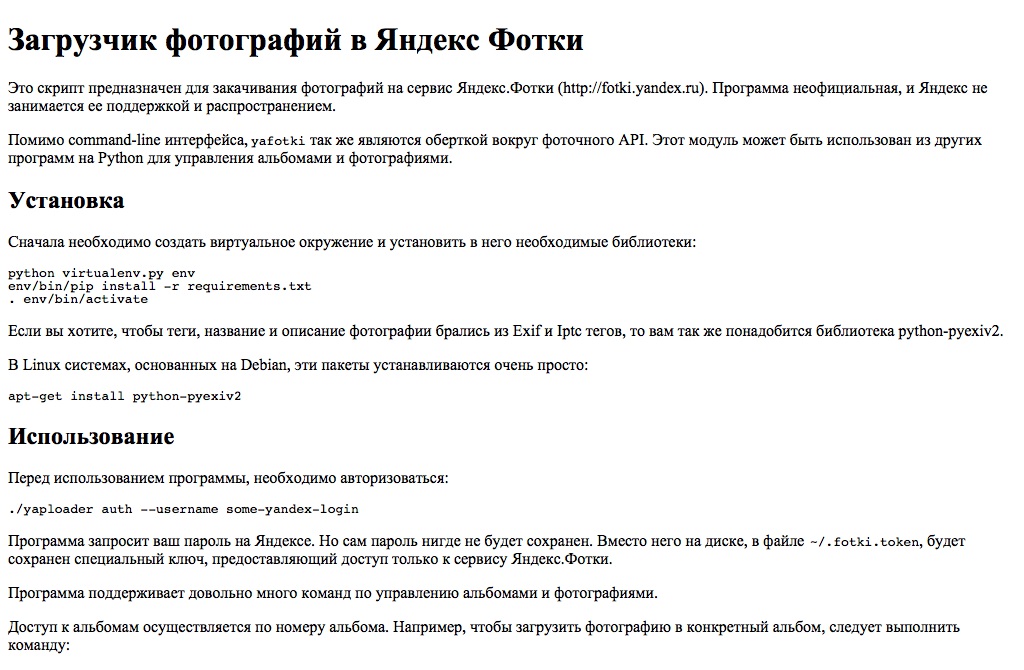 Загрузчик фотографий в Яндекс Фотки
Это скрипт предназначен для закачивания фотографий на сервис Яндекс.Фотки (http://fotki.yandex.ru). Программа неофициальная, и Яндекс не
занимается ее поддержкой и распространением.
Помимо command-line интерфейса, yafotki так же являются оберткой вокруг фоточного API. Этот модуль может быть использован из других
программ на Python для управления альбомами и фотографиями.
Установка
Сначала необходимо создать виртуальное окружение и установить в него необходимые библиотеки:
python virtualenv.py env
env/bin/pip install -r requirements.txt
. env/bin/activate
Если вы хотите, чтобы теги, название и описание фотографии брались из Exif и Iptc тегов, то вам так же понадобится библиотека python-pyexiv2.
В Linux системах, основанных на Debian, эти пакеты устанавливаются очень просто:
apt-get install python-pyexiv2
Использование
Перед использованием программы, необходимо авторизоваться:
./yaploader auth --username some-yandex-login
Программа запросит ваш пароль на Яндексе. Но сам пароль нигде не будет сохранен. Вместо него на диске, в файле ~/.fotki.token, будет
сохранен специальный ключ, предоставляющий доступ только к сервису Яндекс.Фотки.
Программа поддерживает довольно много команд по управлению альбомами и фотографиями.
Доступ к альбомам осуществляется по номеру альбома. Например, чтобы загрузить фотографию в конкретный альбом, следует выполнить
команду: